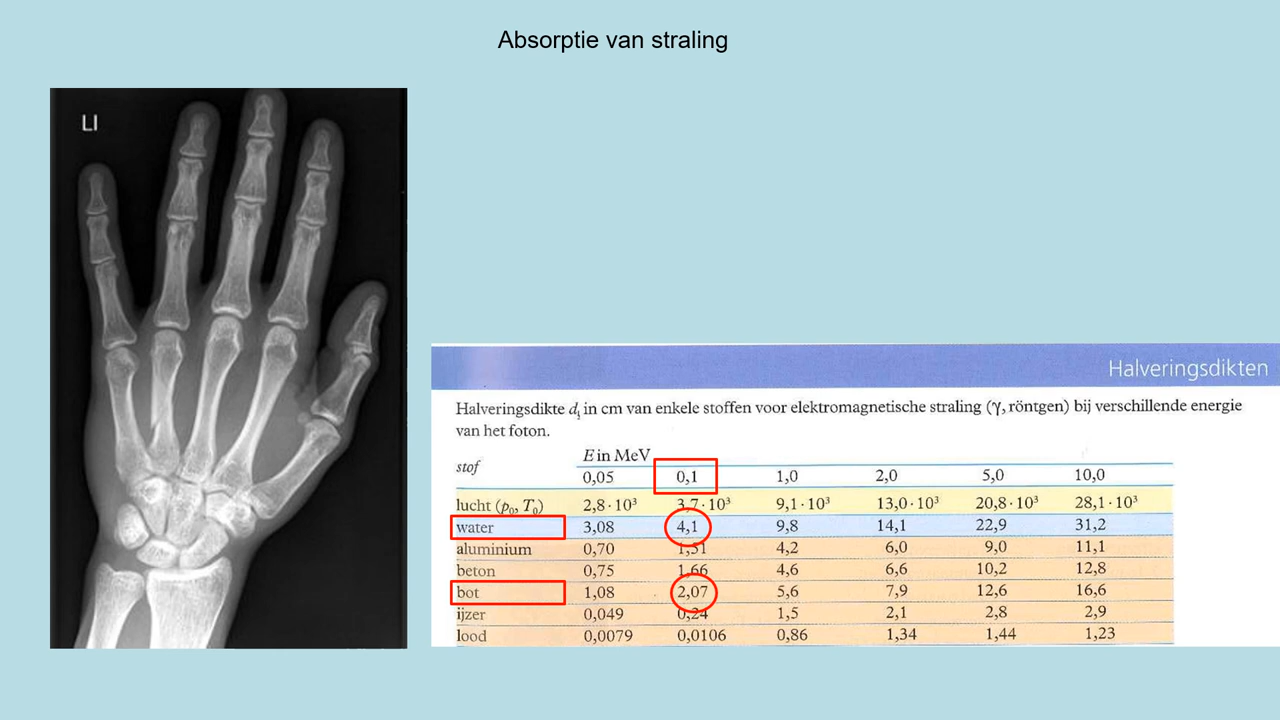 Absorptie van straling
LI
Halveringsdikten
Halveringsdikte d½ in cm van enkele stoffen voor elektromagnetische straling (γ, röntgen) bij verschillende energie
van het foton.
stof E in MeV
0,05 0,1 1,0 2,0 5,0 10,0
lucht (p₀, T₀) 2,8·10³ 3,7·10³ 9,1·10³ 13,0·10³ 20,8·10³ 28,1·10³
water 3,08 4,1 9,8 14,1 22,9 31,2
aluminium 0,70 1,51 4,2 6,0 9,0 11,1
beton 0,75 1,66 4,6 6,6 10,2 12,8
bot 1,08 2,07 5,6 7,9 12,6 16,6
ijzer 0,049 0,24 1,5 2,1 2,8 2,9
lood 0,0079 0,0106 0,86 1,34 1,44 1,23